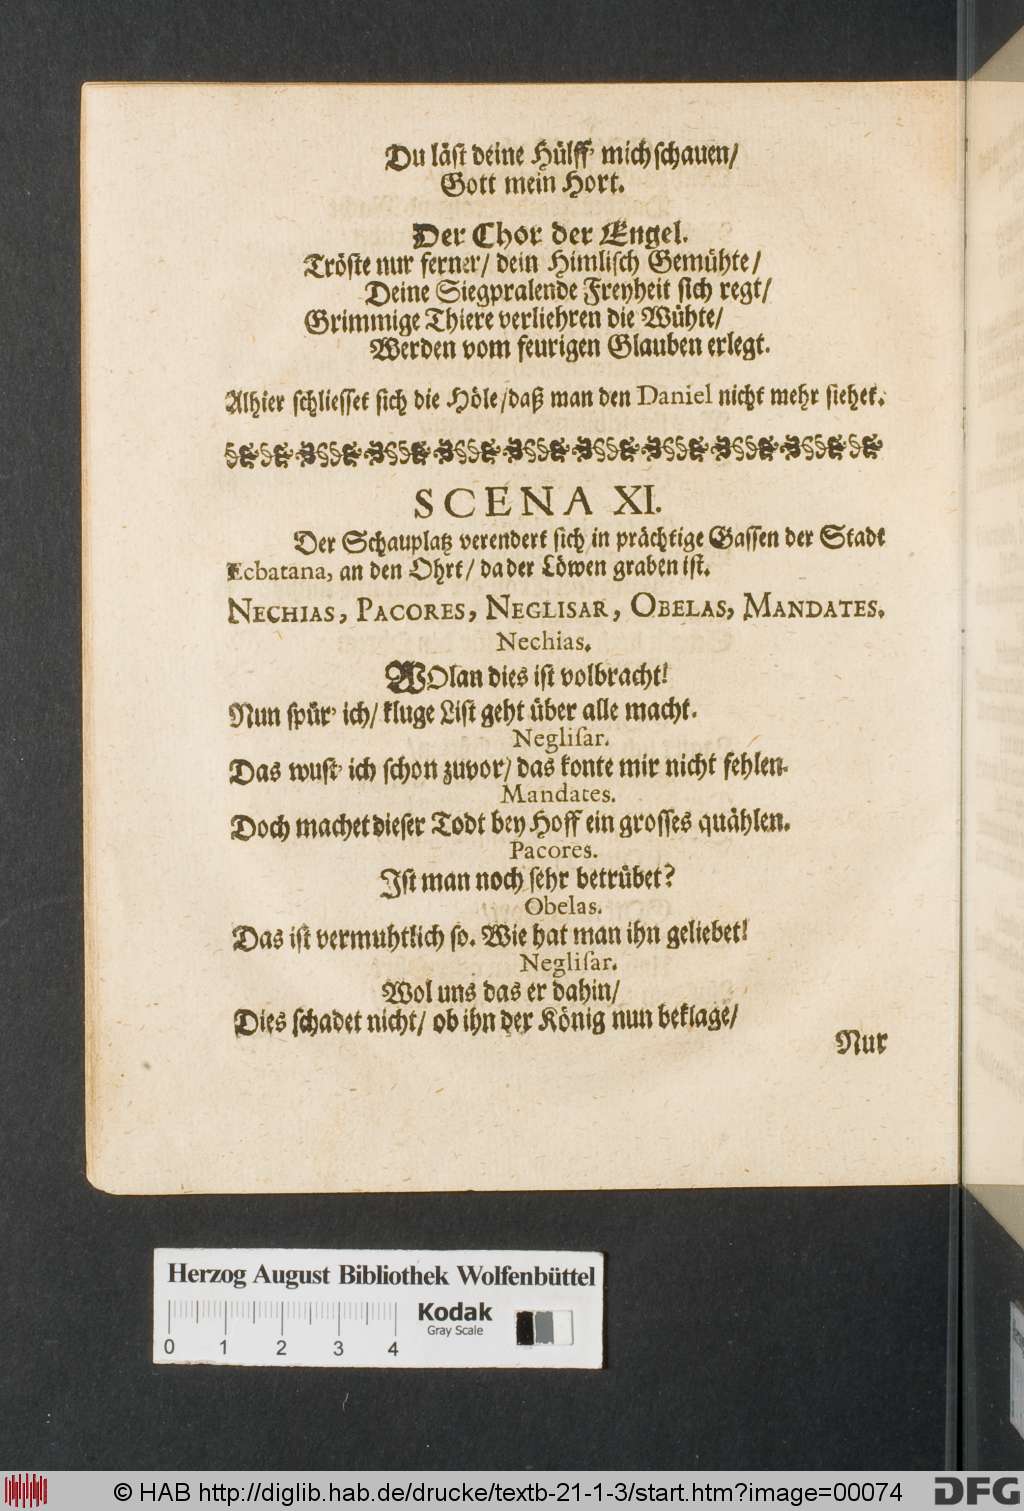 Du läst deine Hülff' mich schauen/
Gott mein Hort.
Der Chor der Engel.
Tröste nur ferner/ dein Himlisch Gemühte/
Deine Siegpralende Freyheit sich regt/
Grimmige Thiere verliehren die Wühte/
Werden vom feurigen Glauben erlegt.
Alhier schliesset sich die Höle/daß man den Daniel nicht mehr siehet.
SCENA XI.
Der Schauplatz verendert sich in prächtige Gassen der Stadt
Ecbatana, an den Ohrt/ da der Löwen graben ist.
NECHIAS, PACORES, NEGLISAR, OBELAS, MANDATES.
Nechias.
WOlan dies ist volbracht!
Nun spür' ich/ kluge List geht über alle macht.
Neglisar.
Das wust' ich schon zuvor/ das konte mir nicht fehlen.
Mandates.
Doch machet dieser Todt bey Hoff ein grosses quählen.
Pacores.
Ist man noch sehr betrübet?
Obelas.
Das ist vermuhtlich so. Wie hat man ihn geliebet!
Neglisar.
Wol uns das er dahin/
Dies schadet nicht/ ob ihn der König nun beklage/
Nur
Herzog August Bibliothek Wolfenbüttel
Kodak
Gray Scale
0 1 2 3 4
© HAB http://diglib.hab.de/drucke/textb-21-1-3/start.htm?image=00074
DFG